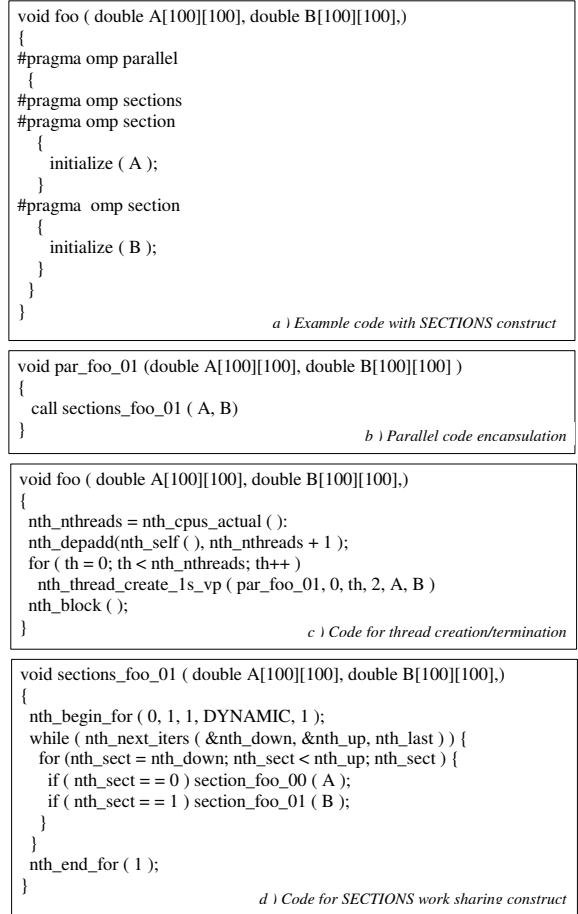 void foo ( double A[100][100], double B[100][100],)
{
#pragma omp parallel
{
#pragma omp sections
#pragma omp section
{
initialize ( A );
}
#pragma omp section
{
initialize ( B );
}
}
}
a ) Example code with SECTIONS construct
void par_foo_01 (double A[100][100], double B[100][100] )
{
call sections_foo_01 ( A, B)
}
b ) Parallel code encapsulation
void foo ( double A[100][100], double B[100][100],)
{
nth_nthreads = nth_cpus_actual ( ):
nth_depadd(nth_self ( ), nth_nthreads + 1 );
for ( th = 0; th < nth_nthreads; th++ )
nth_thread_create_1s_vp ( par_foo_01, 0, th, 2, A, B )
nth_block ( );
}
c ) Code for thread creation/termination
void sections_foo_01 ( double A[100][100], double B[100][100],)
{
nth_begin_for ( 0, 1, 1, DYNAMIC, 1 );
while ( nth_next_iters ( &nth_down, &nth_up, nth_last ) ) {
for (nth_sect = nth_down; nth_sect < nth_up; nth_sect ) {
if ( nth_sect = = 0 ) section_foo_00 ( A );
if ( nth_sect = = 1 ) section_foo_01 ( B );
}
}
nth_end_for ( 1 );
}
d ) Code for SECTIONS work sharing construct